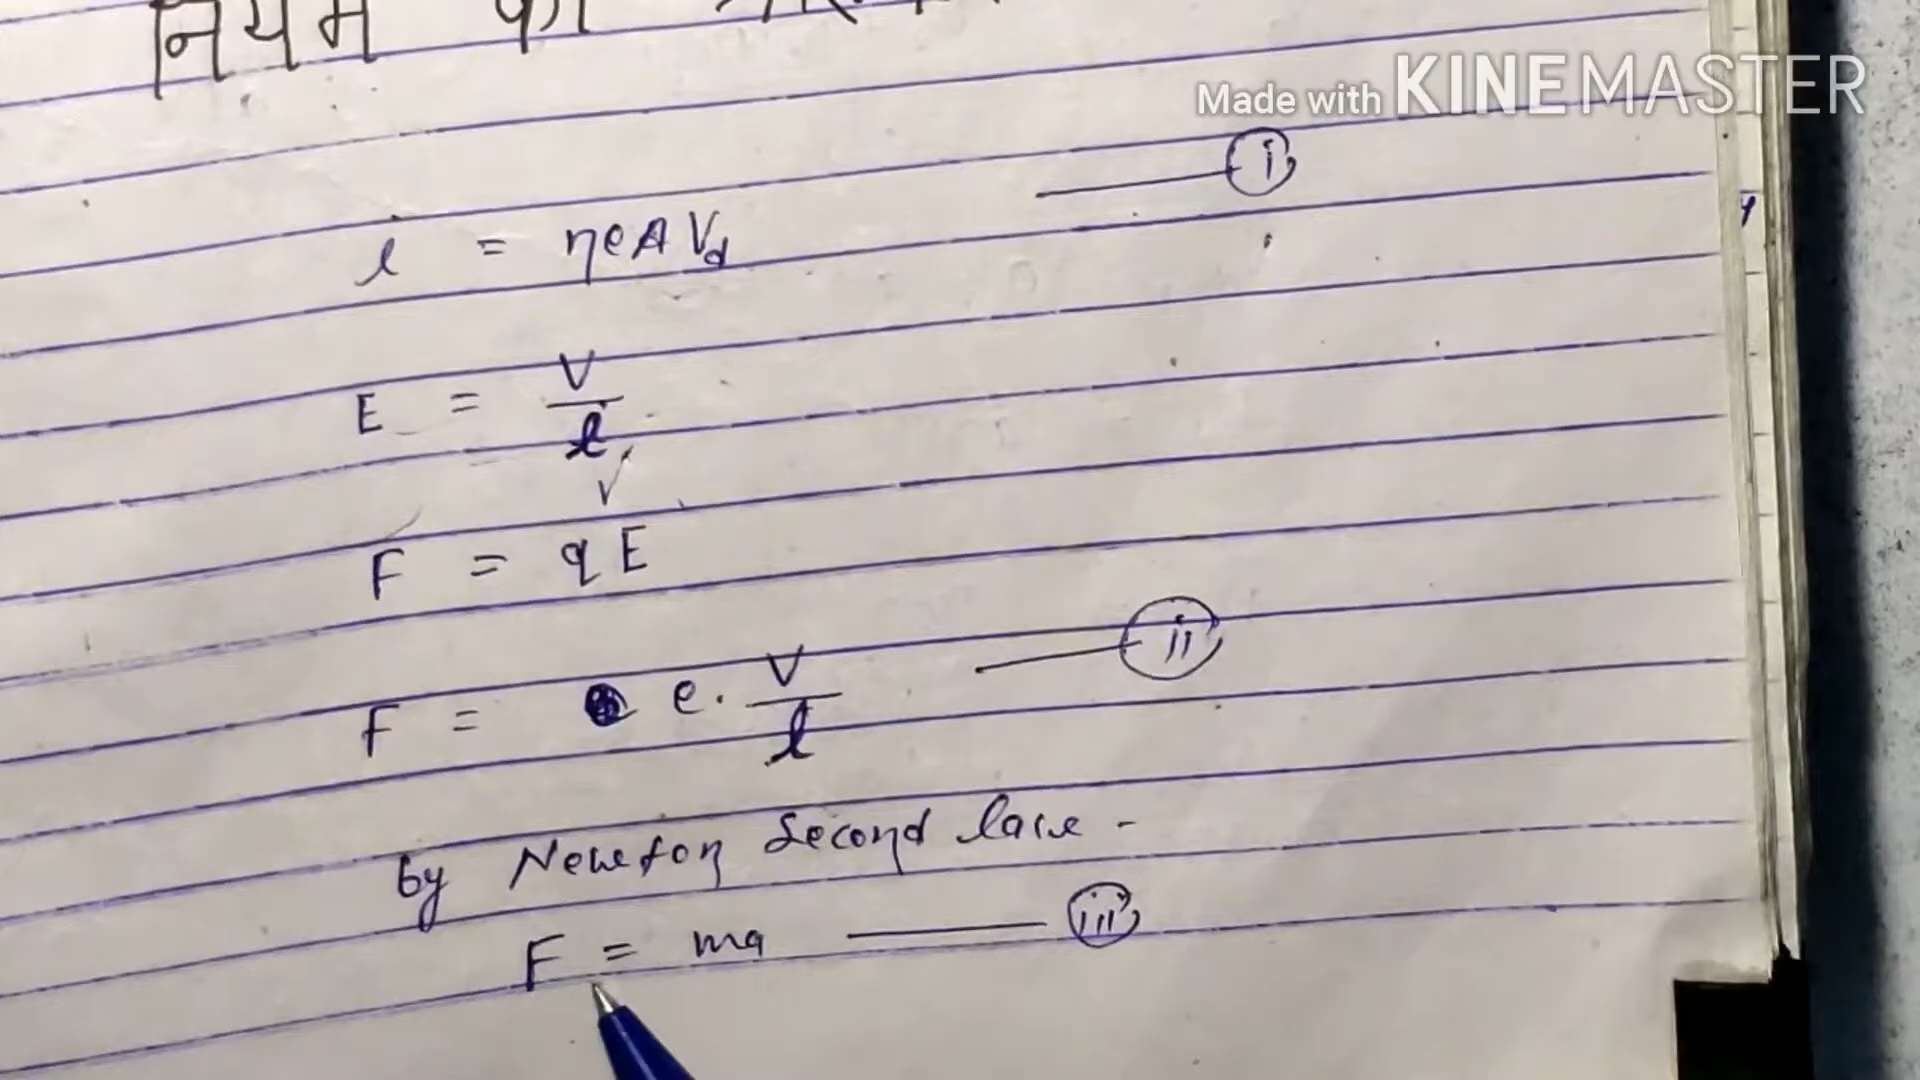 नियम का
Made with KINEMASTER
i
i = neAVd
E = V/l
F = qE
F = e. V/l ii
by Newton Second law -
F = ma iii